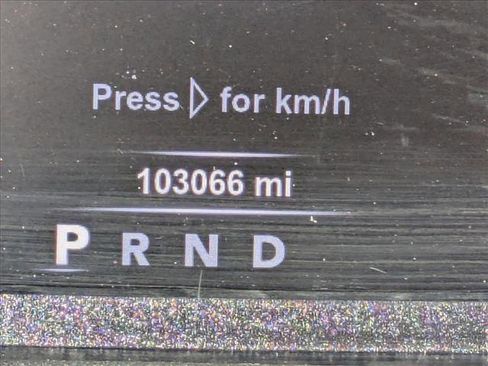 Press ▷ for km/h
103066 mi
P R N D